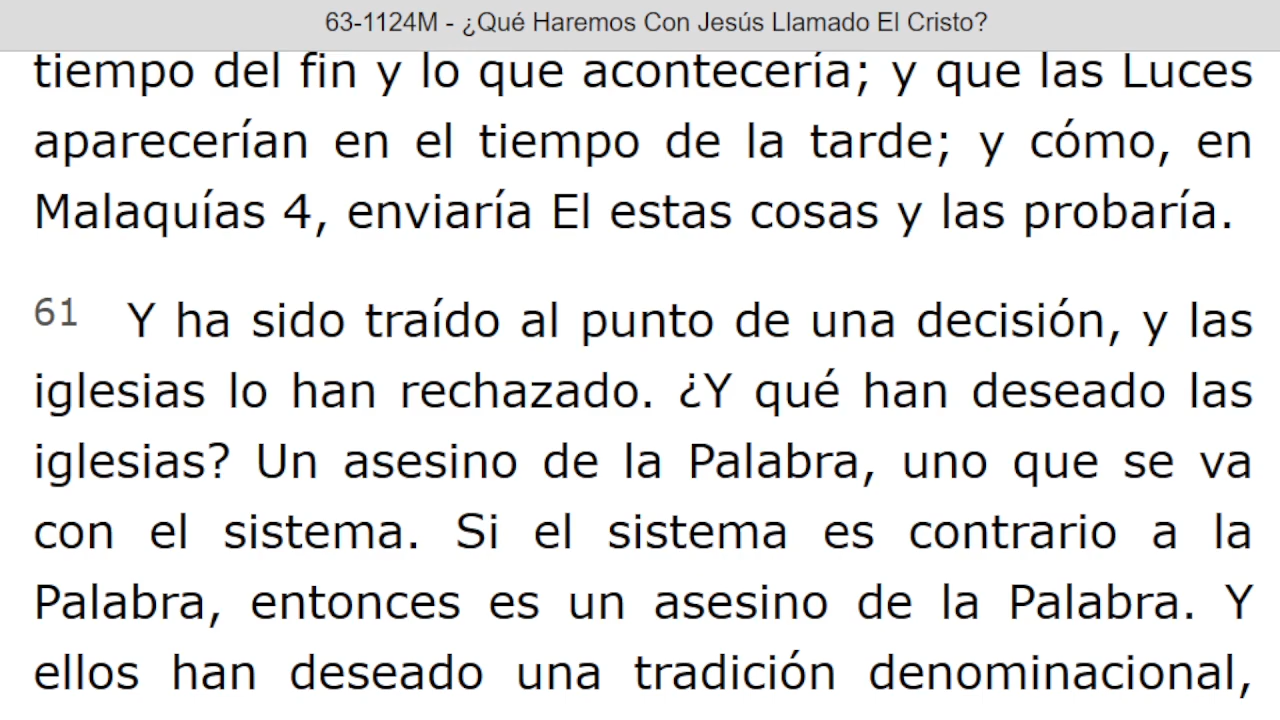 63-1124M - ¿Qué Haremos Con Jesús Llamado El Cristo?
tiempo del fin y lo que acontecería; y que las Luces
aparecerían en el tiempo de la tarde; y cómo, en
Malaquías 4, enviaría El estas cosas y las probaría.
61 Y ha sido traído al punto de una decisión, y las
iglesias lo han rechazado. ¿Y qué han deseado las
iglesias? Un asesino de la Palabra, uno que se va
con el sistema. Si el sistema es contrario a la
Palabra, entonces es un asesino de la Palabra. Y
ellos han deseado una tradición denominacional,